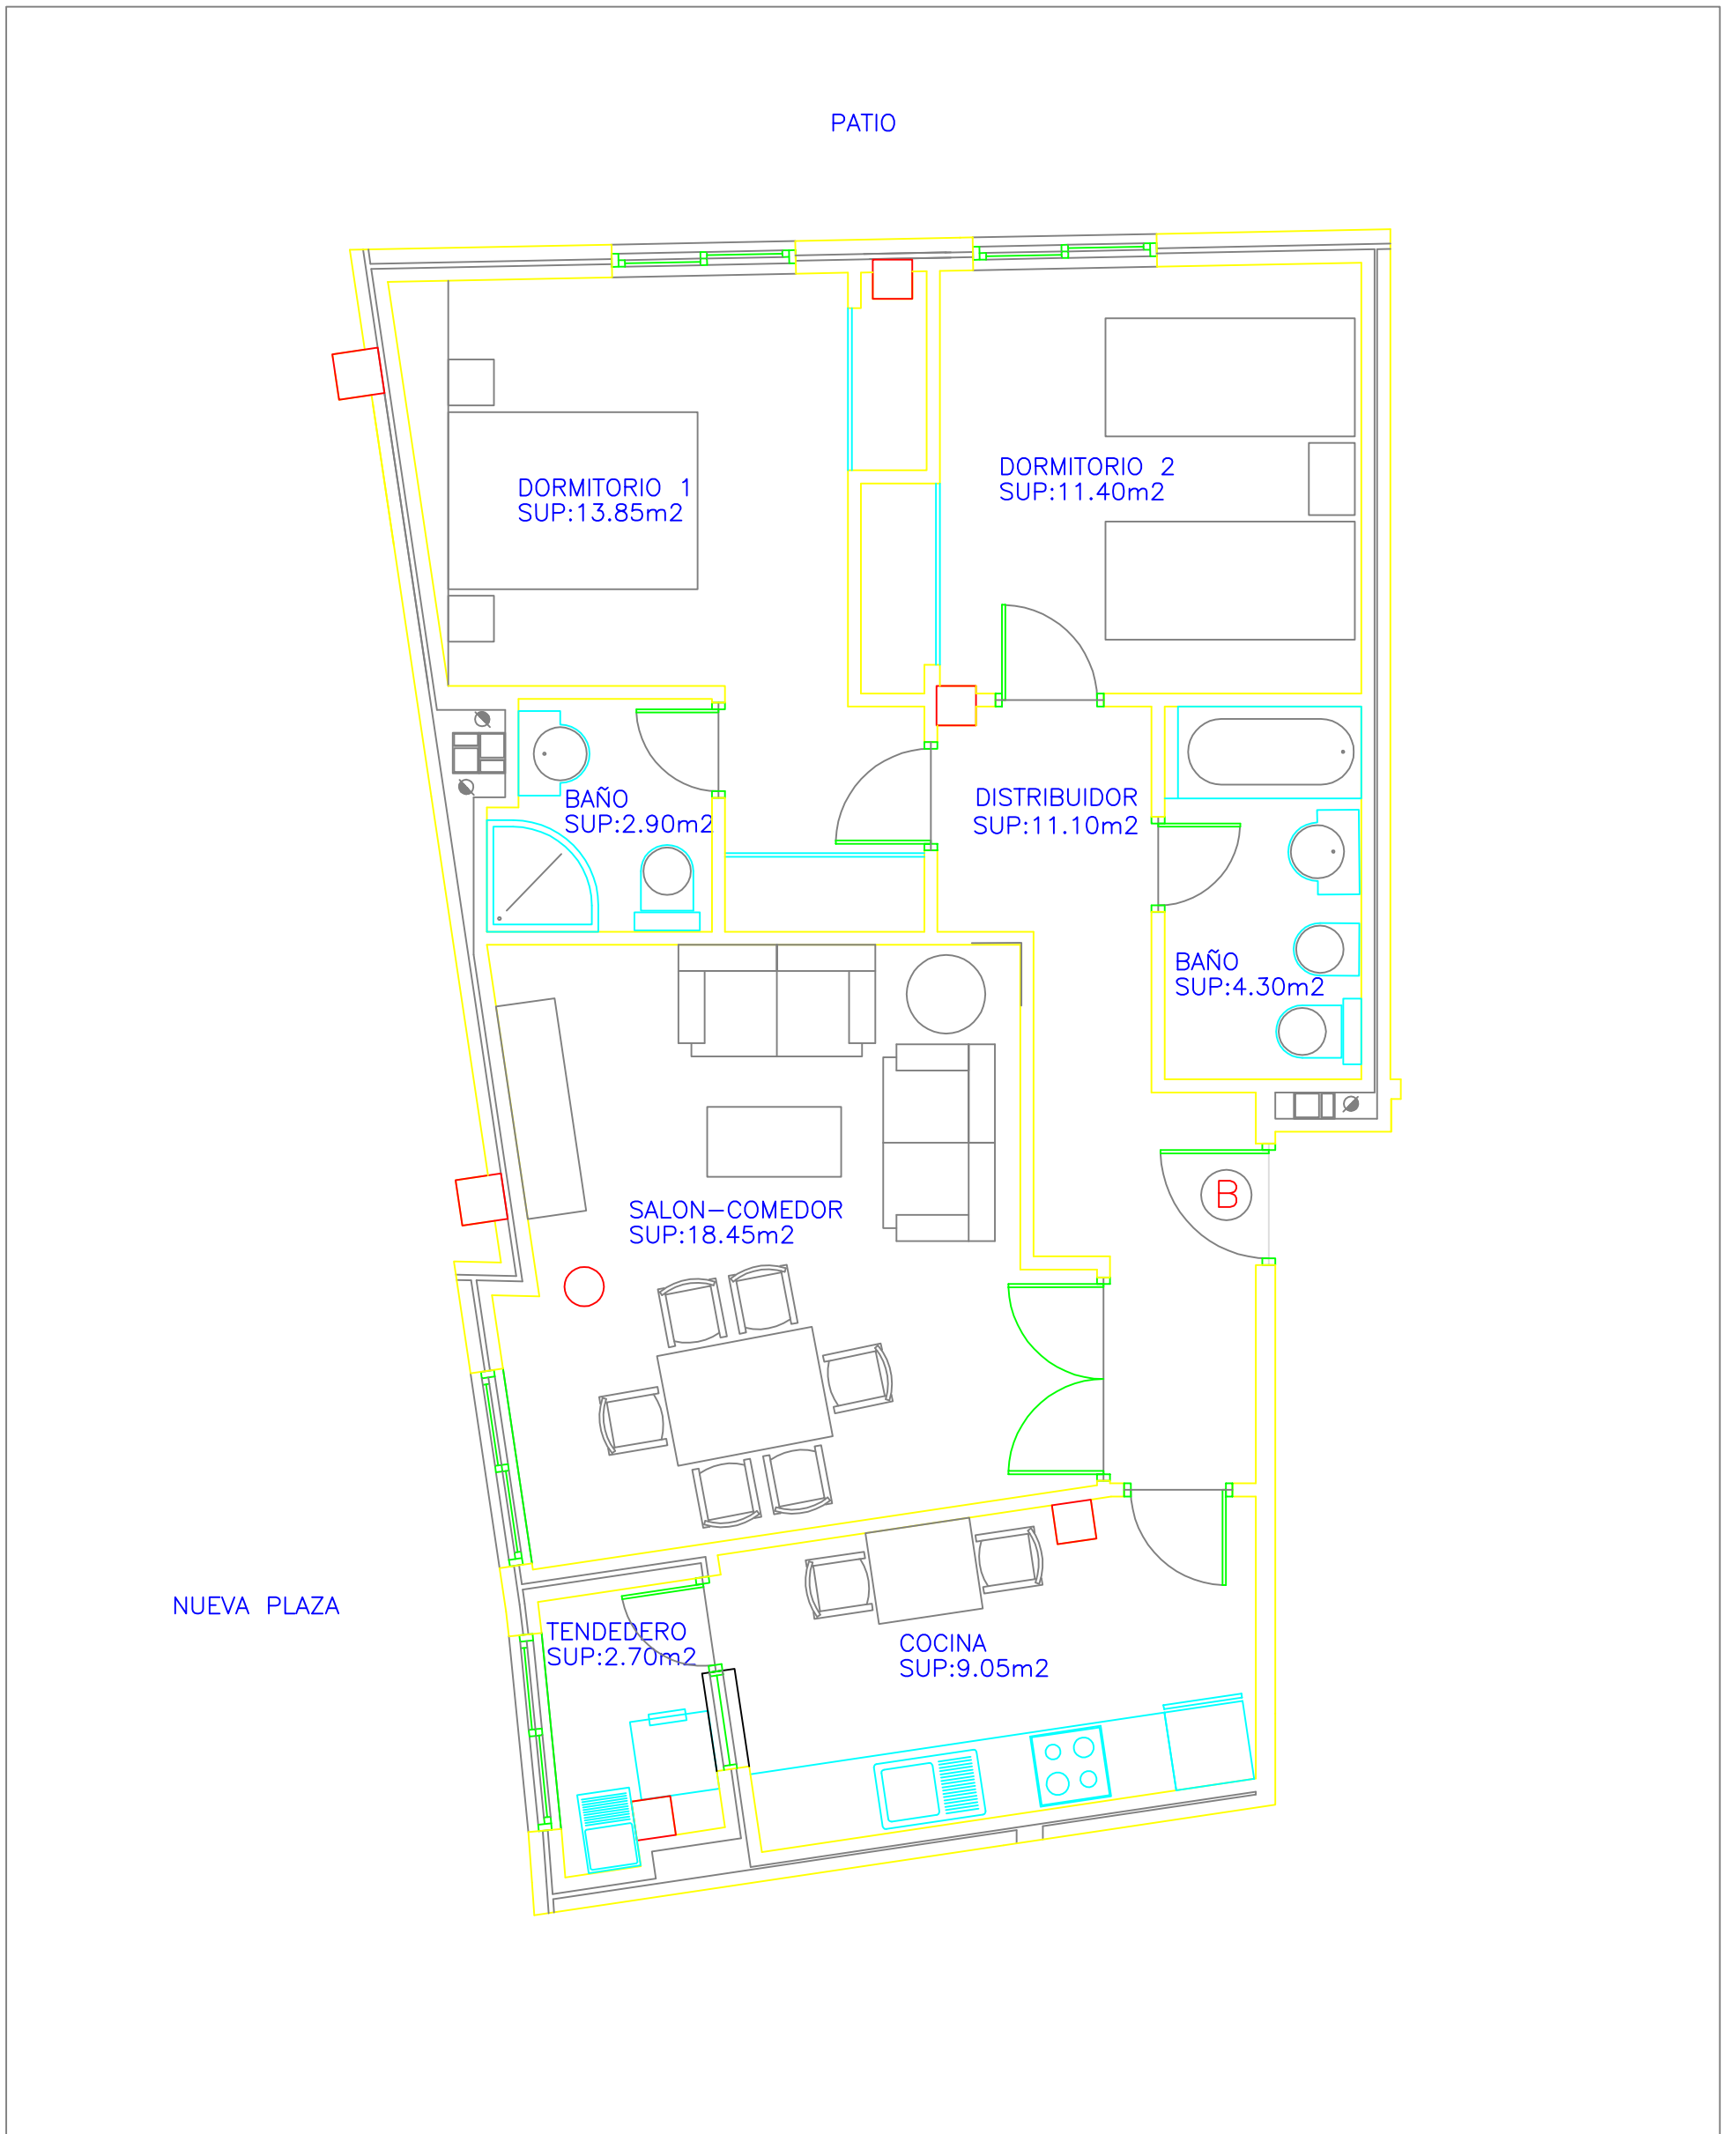 PATIO
DORMITORIO 1
SUP:13.85m2
DORMITORIO 2
SUP:11.40m2
BAÑO
SUP:2.90m2
DISTRIBUIDOR
SUP:11.10m2
BAÑO
SUP:4.30m2
B
SALON-COMEDOR
SUP:18.45m2
NUEVA PLAZA
TENDEDERO
SUP:2.70m2
COCINA
SUP:9.05m2